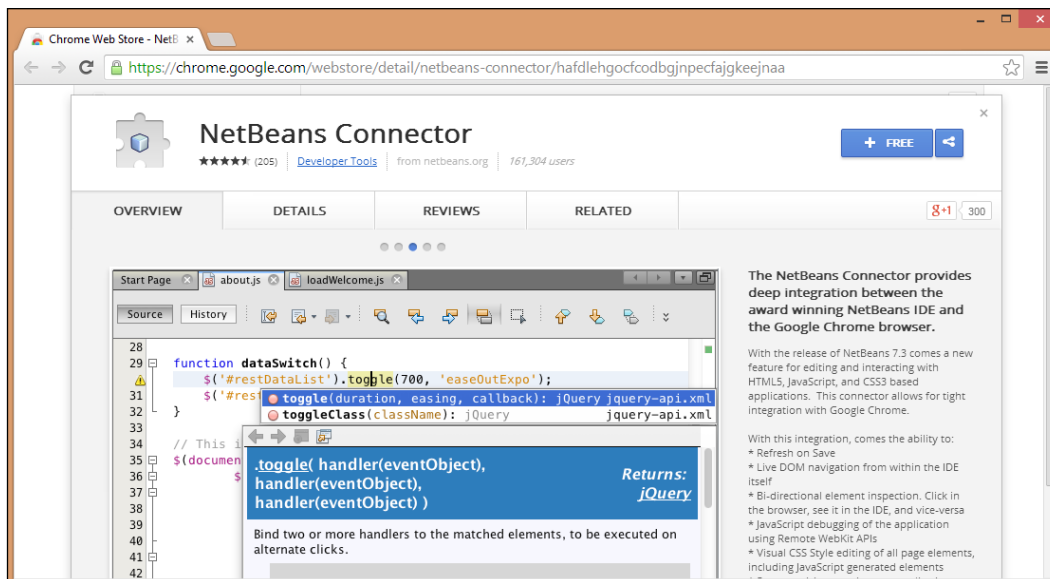 Chrome Web Store - NetB
https://chrome.google.com/webstore/detail/netbeans-connector/hafdlehgocfcodbgjnpecfajgkeejnaa
NetBeans Connector
(205) Developer Tools from netbeans.org 161,304 users
+ FREE
OVERVIEW DETAILS REVIEWS RELATED
g+1 300
Start Page about.js loadWelcome.js
Source History
28
29 function dataSwitch() {
$('#restDataList').toggle(700, 'easeOutExpo');
31 $('#rest
toggle(duration, easing, callback): jQuery jquery-api.xml
32 }
toggleClass(className): jQuery jquery-api.xml
33
34 // This i
35 $(documen
36 $
37
38
39
40
41
42
.toggle( handler(eventObject),
handler(eventObject),
handler(eventObject) )
Returns:
jQuery
Bind two or more handlers to the matched elements, to be executed on
alternate clicks.
The NetBeans Connector provides
deep integration between the
award winning NetBeans IDE and
the Google Chrome browser.
With the release of NetBeans 7.3 comes a new
feature for editing and interacting with
HTML5, JavaScript, and CSS3 based
applications. This connector allows for tight
integration with Google Chrome.
With this integration, comes the ability to:
* Refresh on Save
* Live DOM navigation from within the IDE
itself
* Bi-directional element inspection. Click in
the browser, see it in the IDE, and vice-versa
* JavaScript debugging of the application
using Remote WebKit APIs
* Visual CSS Style editing of all page elements,
including JavaScript generated elements